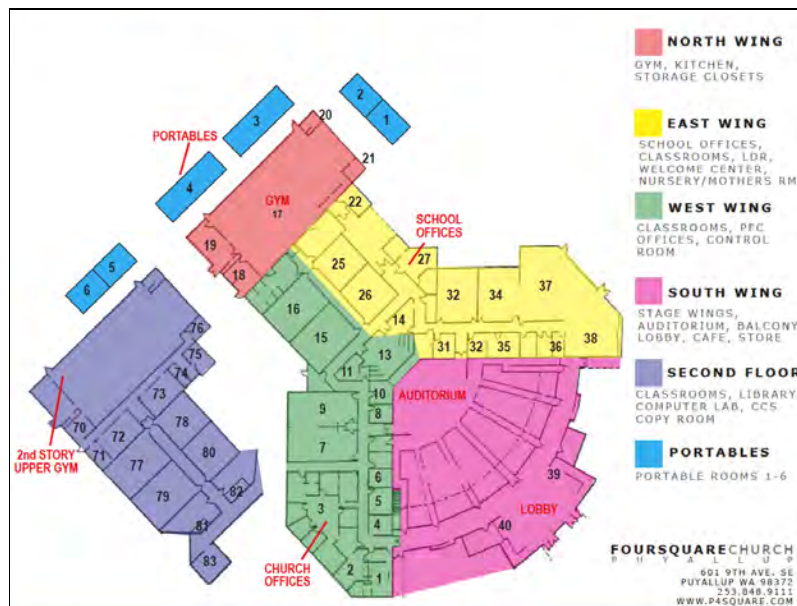 NORTH WING
GYM, KITCHEN,
STORAGE CLOSETS
EAST WING
SCHOOL OFFICES,
CLASSROOMS, LDR,
WELCOME CENTER,
NURSERY/MOTHERS RM
WEST WING
CLASSROOMS, PFC
OFFICES, CONTROL
ROOM
SOUTH WING
STAGE WINGS,
AUDITORIUM, BALCONY
LOBBY, CAFE, STORE
SECOND FLOOR
CLASSROOMS, LIBRARY
COMPUTER LAB, CCS
COPY ROOM
PORTABLES
PORTABLE ROOMS 1-6
2
1
3
20
PORTABLES
4
21
GYM
17
22
SCHOOL
OFFICES
19
18
25
26
27
14
32
34
37
38
31
32
35
36
16
15
13
11
10
8
9
7
6
5
4
3
2
1
CHURCH
OFFICES
AUDITORIUM
39
40
LOBBY
5
6
76
75
74
73
70
71
72
77
78
79
80
81
82
83
2nd STORY
UPPER GYM
FOURSQUARECHURCH
PUYALLUP
601 9TH AVE. SE
PUYALLUP WA 98372
253.848.9111
WWW.P4SQUARE.COM